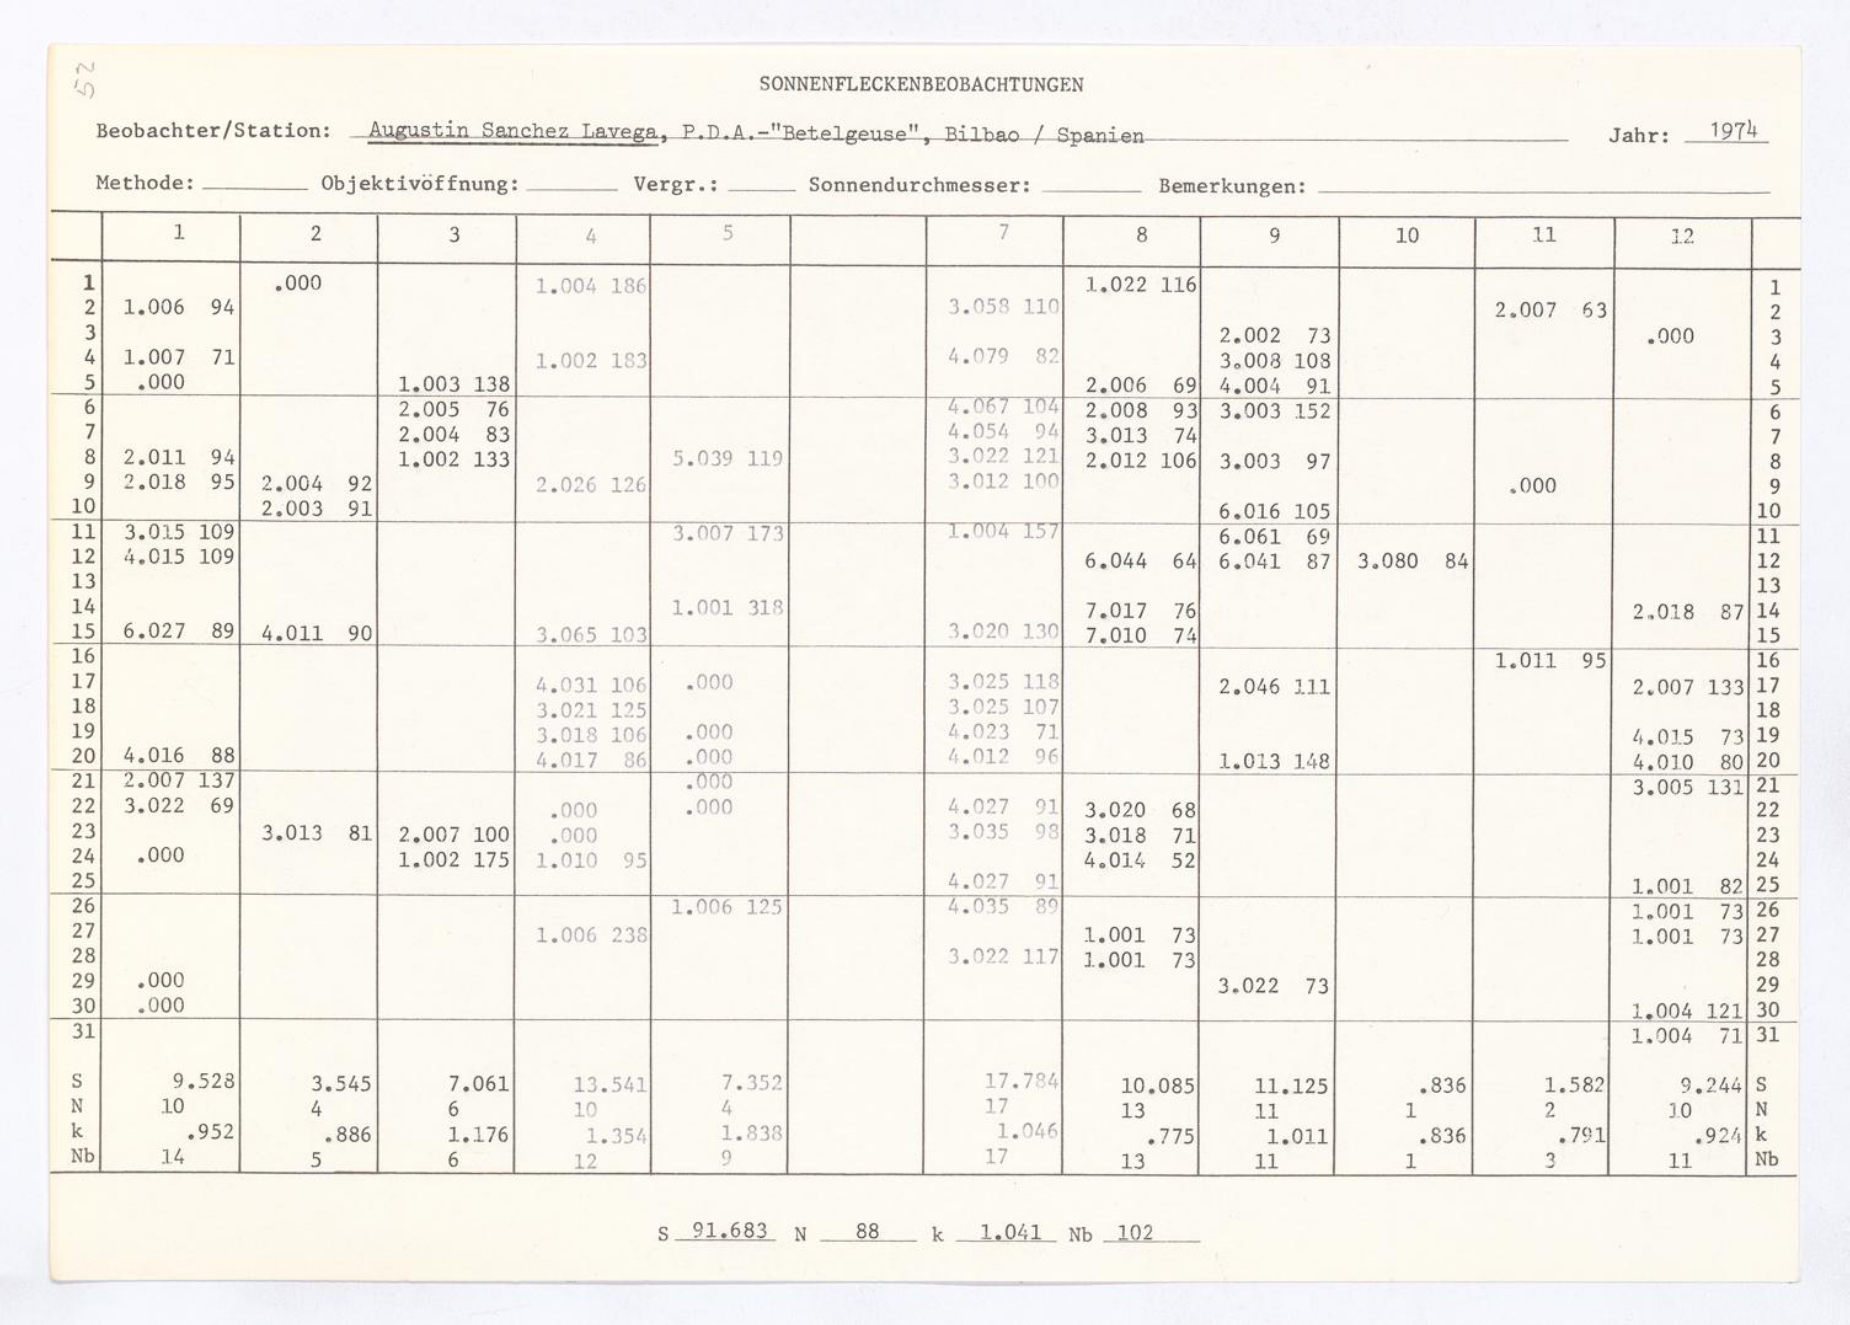 52
SONNENFLECKENBEOBACHTUNGEN
Beobachter/Station: Augustin Sanchez Lavega, P.D.A.-"Betelgeuse", Bilbao / Spanien Jahr: 1974
Methode: Objektivöffnung: Vergr.: Sonnendurchmesser: Bemerkungen:
1 2 3 4 5 7 8 9 10 11 12
1 .000 1.004 186 1.022 116 1
2 1.006 94 3.058 110 2.007 63 2
3 2.002 73 .000 3
4 1.007 71 1.002 183 4.079 82 3.008 108 4
5 .000 1.003 138 2.006 69 4.004 91 5
6 2.005 76 4.067 104 2.008 93 3.003 152 6
7 2.004 83 4.054 94 3.013 74 7
8 2.011 94 1.002 133 5.039 119 3.022 121 2.012 106 3.003 97 8
9 2.018 95 2.004 92 2.026 126 3.012 100 .000 9
10 2.003 91 6.016 105 10
11 3.015 109 3.007 173 1.004 157 6.061 69 11
12 4.015 109 6.044 64 6.041 87 3.080 84 12
13 13
14 1.001 318 7.017 76 2.018 87 14
15 6.027 89 4.011 90 3.065 103 3.020 130 7.010 74 15
16 1.011 95 16
17 4.031 106 .000 3.025 118 2.046 111 2.007 133 17
18 3.021 125 3.025 107 18
19 3.018 106 .000 4.023 71 4.015 73 19
20 4.016 88 4.017 86 .000 4.012 96 1.013 148 4.010 80 20
21 2.007 137 .000 3.005 131 21
22 3.022 69 .000 .000 4.027 91 3.020 68 22
23 3.013 81 2.007 100 .000 3.035 98 3.018 71 23
24 .000 1.002 175 1.010 95 4.014 52 24
25 4.027 91 1.001 82 25
26 1.006 125 4.035 89 1.001 73 26
27 1.006 238 1.001 73 1.001 73 27
28 3.022 117 1.001 73 28
29 .000 3.022 73 29
30 .000 1.004 121 30
31 1.004 71 31
S 9.528 3.545 7.061 13.541 7.352 17.784 10.085 11.125 .836 1.582 9.244 S
N 10 4 6 10 4 17 13 11 1 2 10 N
k .952 .886 1.176 1.354 1.838 1.046 .775 1.011 .836 .791 .924 k
Nb 14 5 6 12 9 17 13 11 1 3 11 Nb
S 91.683 N 88 k 1.041 Nb 102